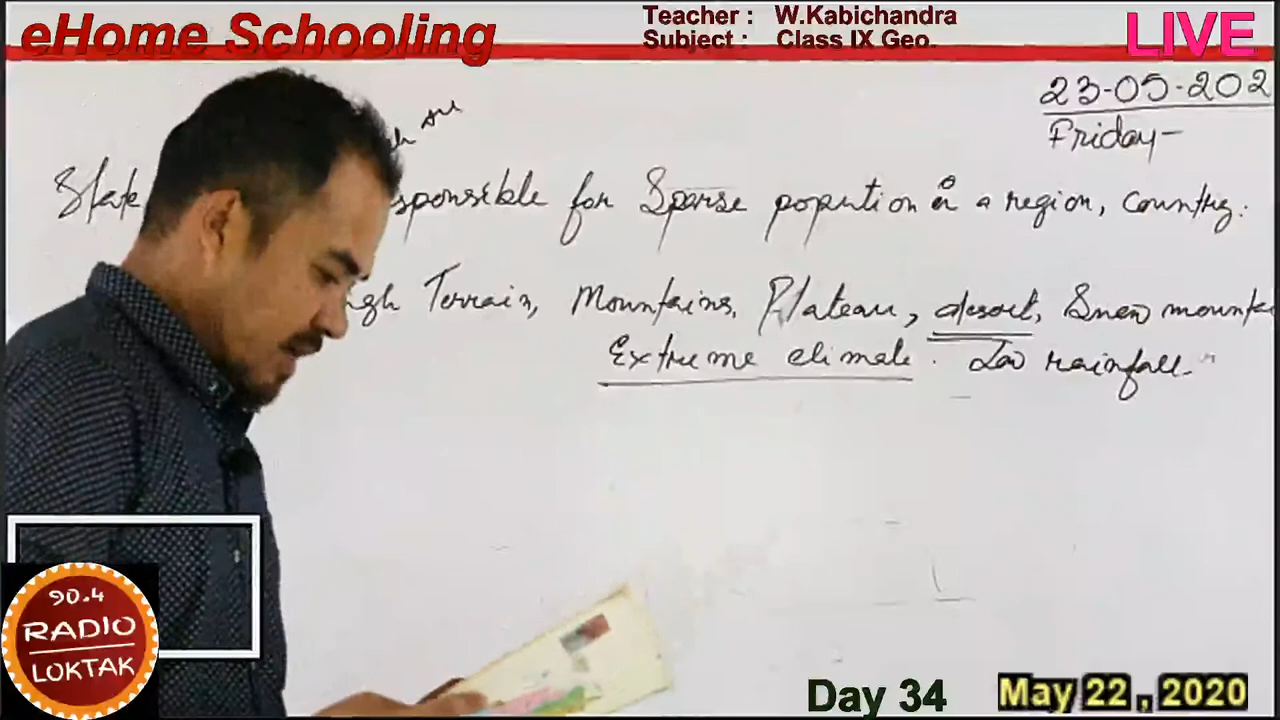 eHome Schooling
Teacher : W.Kabichandra
Subject : Class IX Geo.
LIVE
23-05-202
Friday-
State sponsible for Sparse popution in a region, country.
ugh Terrain, Mountains, Plateau, desert, Snow mounta
Extreme climate. Low rainfall.
90.4
RADIO
LOKTAK
Day 34
May 22 , 2020